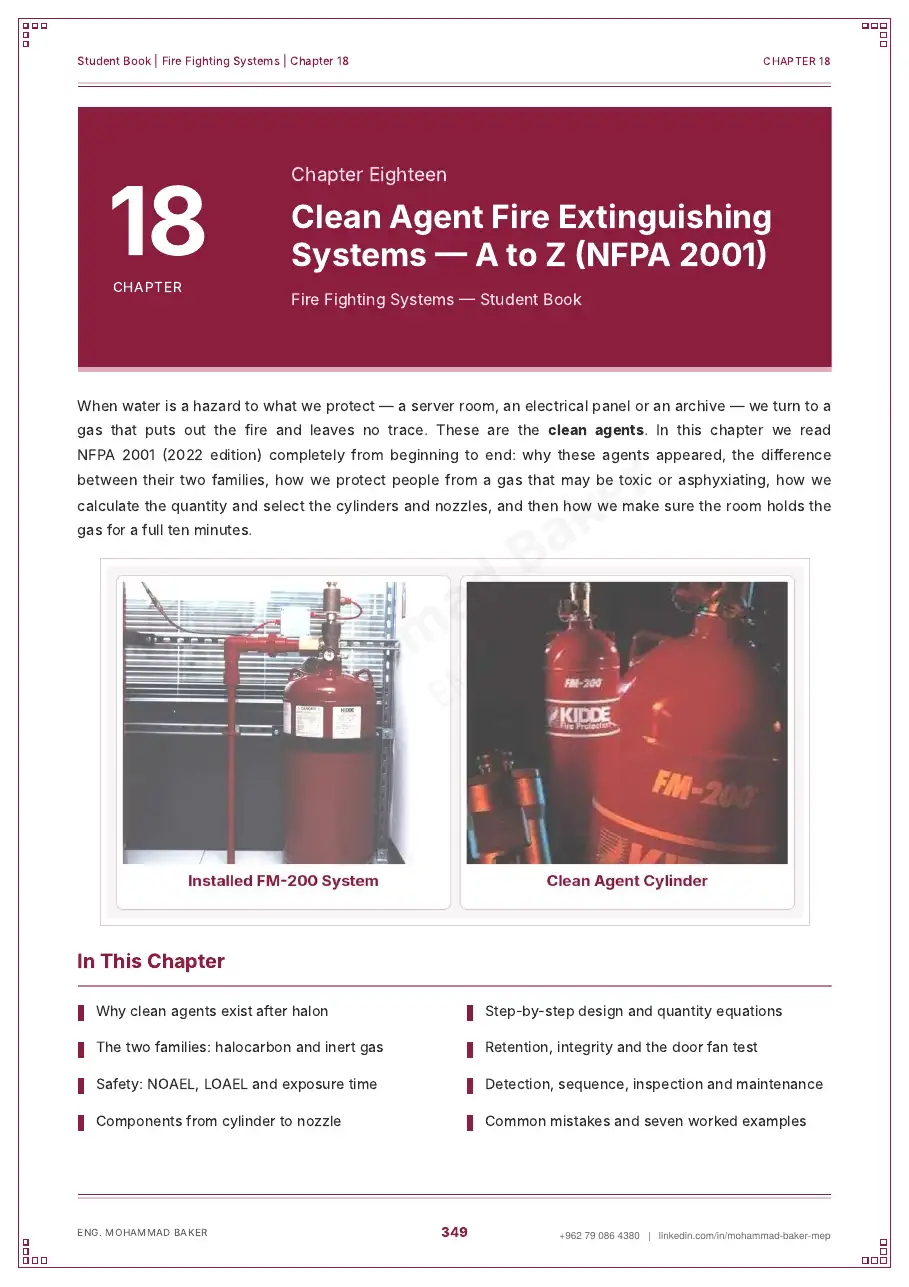 Student Book | Fire Fighting Systems | Chapter 18
CHAPTER 18
18
CHAPTER
Chapter Eighteen
Clean Agent Fire Extinguishing
Systems — A to Z (NFPA 2001)
Fire Fighting Systems — Student Book
When water is a hazard to what we protect — a server room, an electrical panel or an archive — we turn to a
gas that puts out the fire and leaves no trace. These are the clean agents. In this chapter we read
NFPA 2001 (2022 edition) completely from beginning to end: why these agents appeared, the difference
between their two families, how we protect people from a gas that may be toxic or asphyxiating, how we
calculate the quantity and select the cylinders and nozzles, and then how we make sure the room holds the
gas for a full ten minutes.
KIDDE
FM-200
KIDDE
Fire Protection
FM-200
Installed FM-200 System
Clean Agent Cylinder
In This Chapter
Why clean agents exist after halon
The two families: halocarbon and inert gas
Safety: NOAEL, LOAEL and exposure time
Components from cylinder to nozzle
Step-by-step design and quantity equations
Retention, integrity and the door fan test
Detection, sequence, inspection and maintenance
Common mistakes and seven worked examples
ENG. MOHAMMAD BAKER
349
+962 79 086 4380 | linkedin.com/in/mohammad-baker-mep